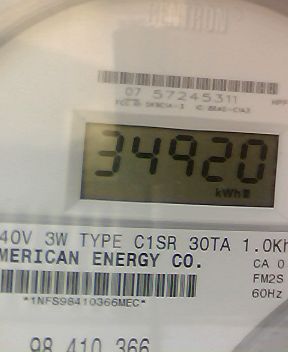 07 57245311
34920
kWh
40V 3W TYPE C1SR 30TA 1.0Kh
MERICAN ENERGY CO.
CA 0
FM2S
60Hz
*1NFS98410366MEC*
98 410 366